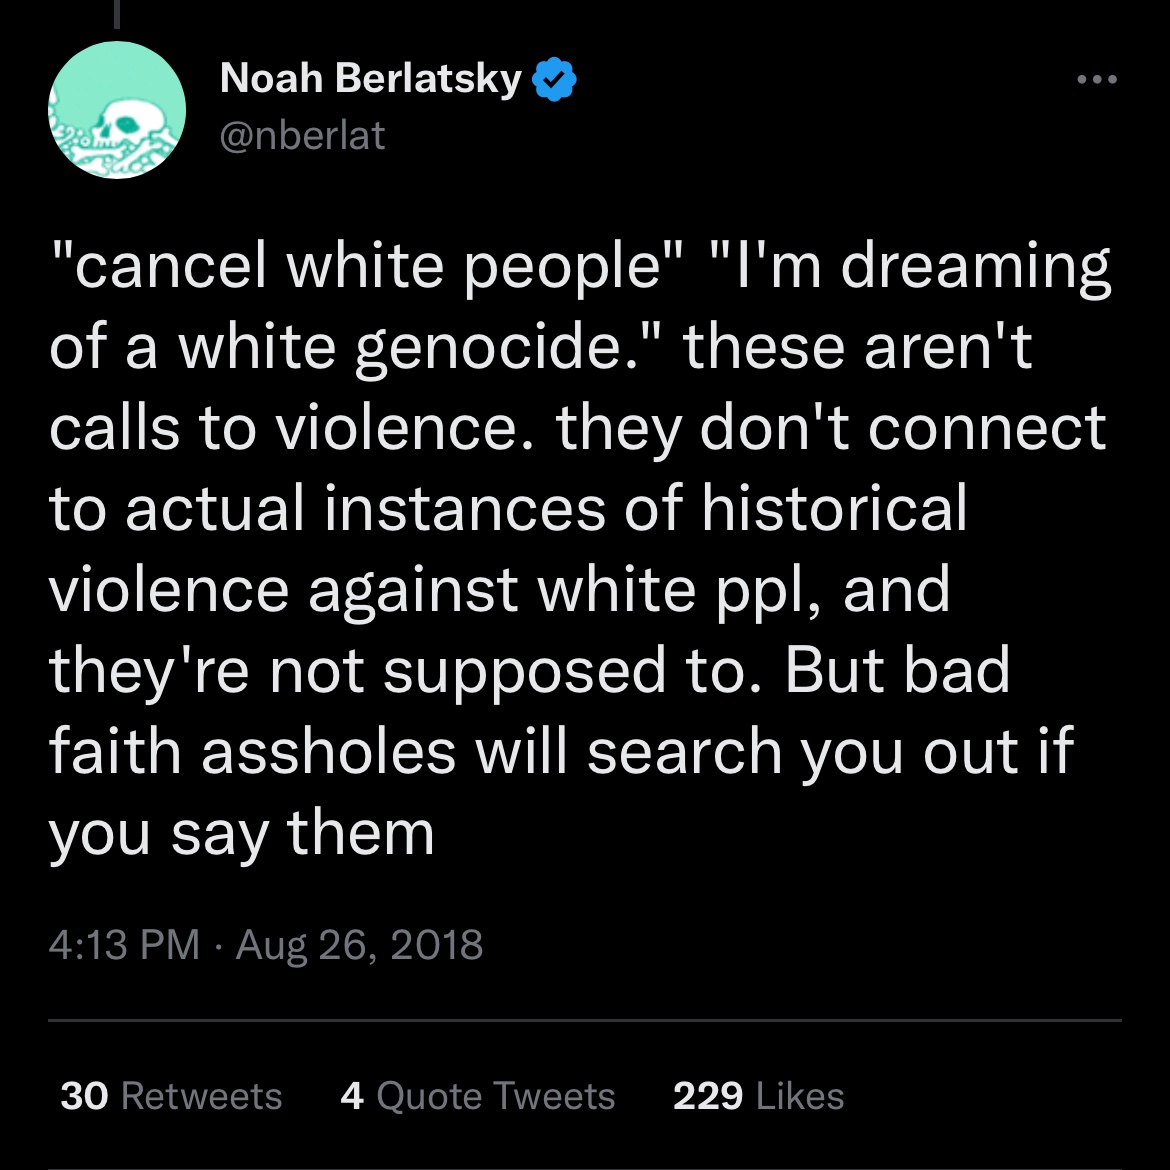 Noah Berlatsky
@nberlat
"cancel white people" "I'm dreaming
of a white genocide." these aren't
calls to violence. they don't connect
to actual instances of historical
violence against white ppl, and
they're not supposed to. But bad
faith assholes will search you out if
you say them
4:13 PM · Aug 26, 2018
30 Retweets 4 Quote Tweets 229 Likes